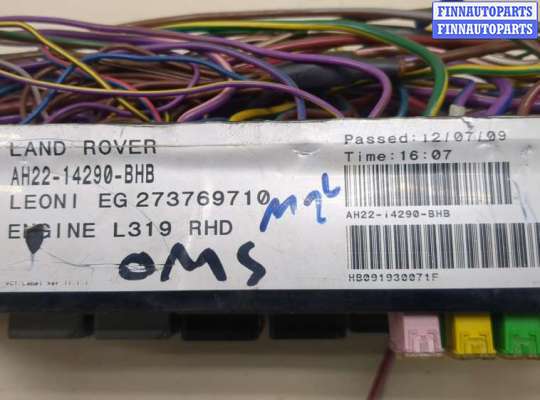 FINNAUTOPARTS
FINNAUTOPARTS
LAND ROVER
AH22-14290-BHB
LEONI EG 273769710
ENGINE L319 RHD
OMS
Passed:12/07/09
Time:16:07
AH22-14290-BHB
HB091930071F